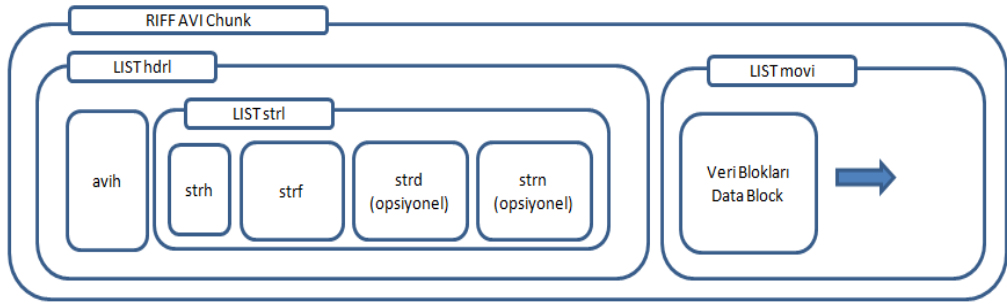 RIFF AVI Chunk
LIST hdrl
LIST movi
LIST strl
avih
strh
strf
strd
(opsiyonel)
strn
(opsiyonel)
Veri Blokları
Data Block